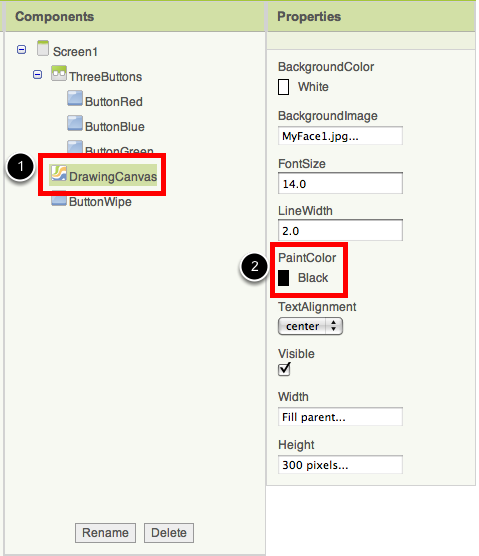 Components
Screen1
ThreeButtons
ButtonRed
ButtonBlue
ButtonGreen
1
DrawingCanvas
ButtonWipe
Rename Delete
Properties
BackgroundColor
White
BackgroundImage
MyFace1.jpg...
FontSize
14.0
LineWidth
2.0
2
PaintColor
Black
TextAlignment
center
Visible
Width
Fill parent...
Height
300 pixels...